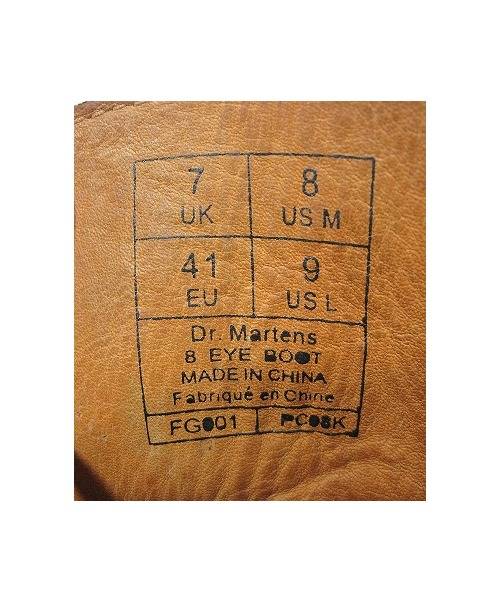 7 8
UK US M
41 9
EU US L
Dr. Martens
8 EYE BOOT
MADE IN CHINA
Fabriqué en Chine
FG001 PC08K